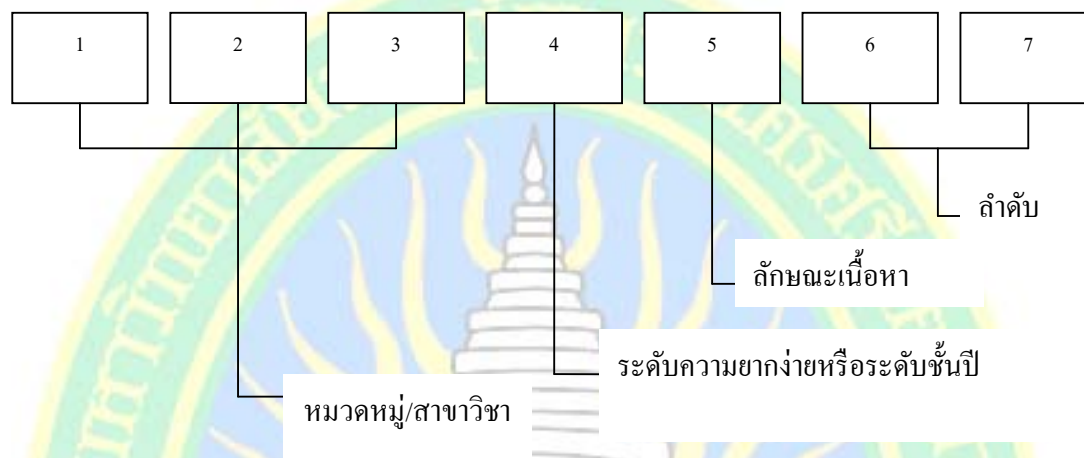 1 2 3 4 5 6 7
ลำดับ
ลักษณะเนื้อหา
ระดับความยากง่ายหรือระดับชั้นปี
หมวดหมู่/สาขาวิชา